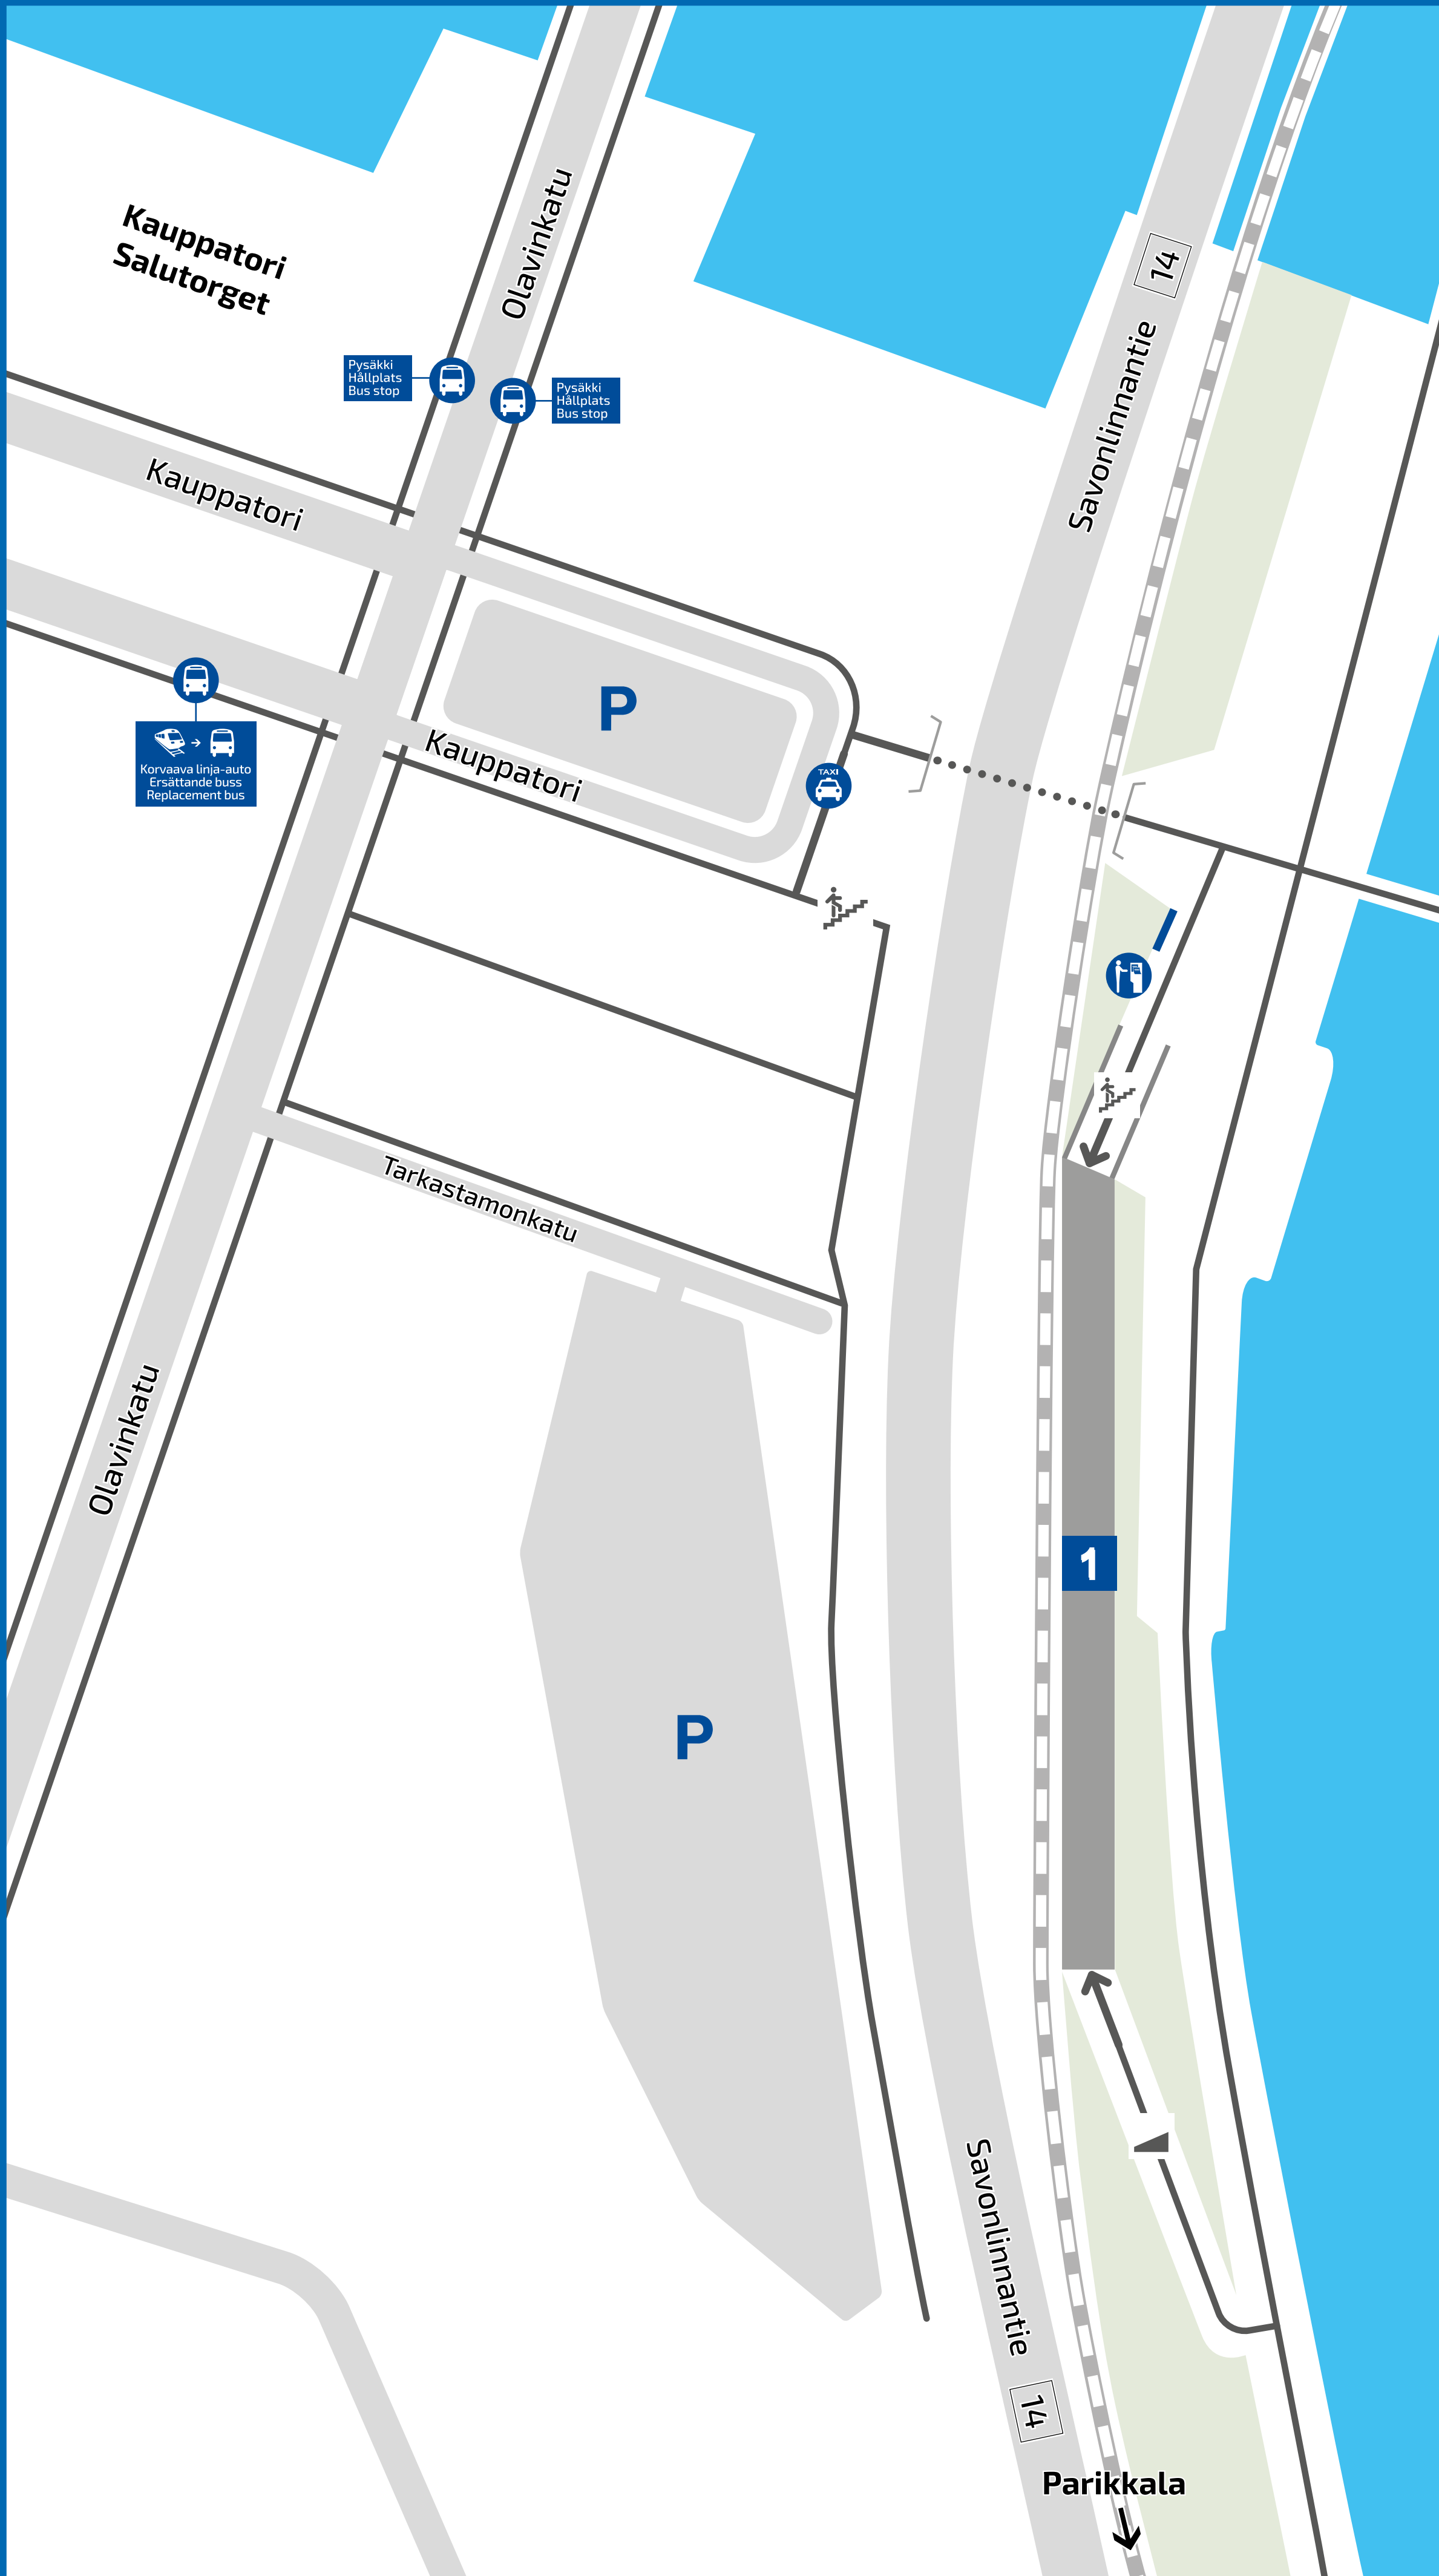 Olavinkatu
Kauppatori
Salutorget
14
Savonlinnantie
Pysäkki
Hållplats
Bus stop
Pysäkki
Hållplats
Bus stop
Kauppatori
P
Kauppatori
Korvaava linja-auto
Ersättande buss
Replacement bus
TAXI
Tarkastamonkatu
Olavinkatu
1
P
Savonlinnantie
14
Parikkala